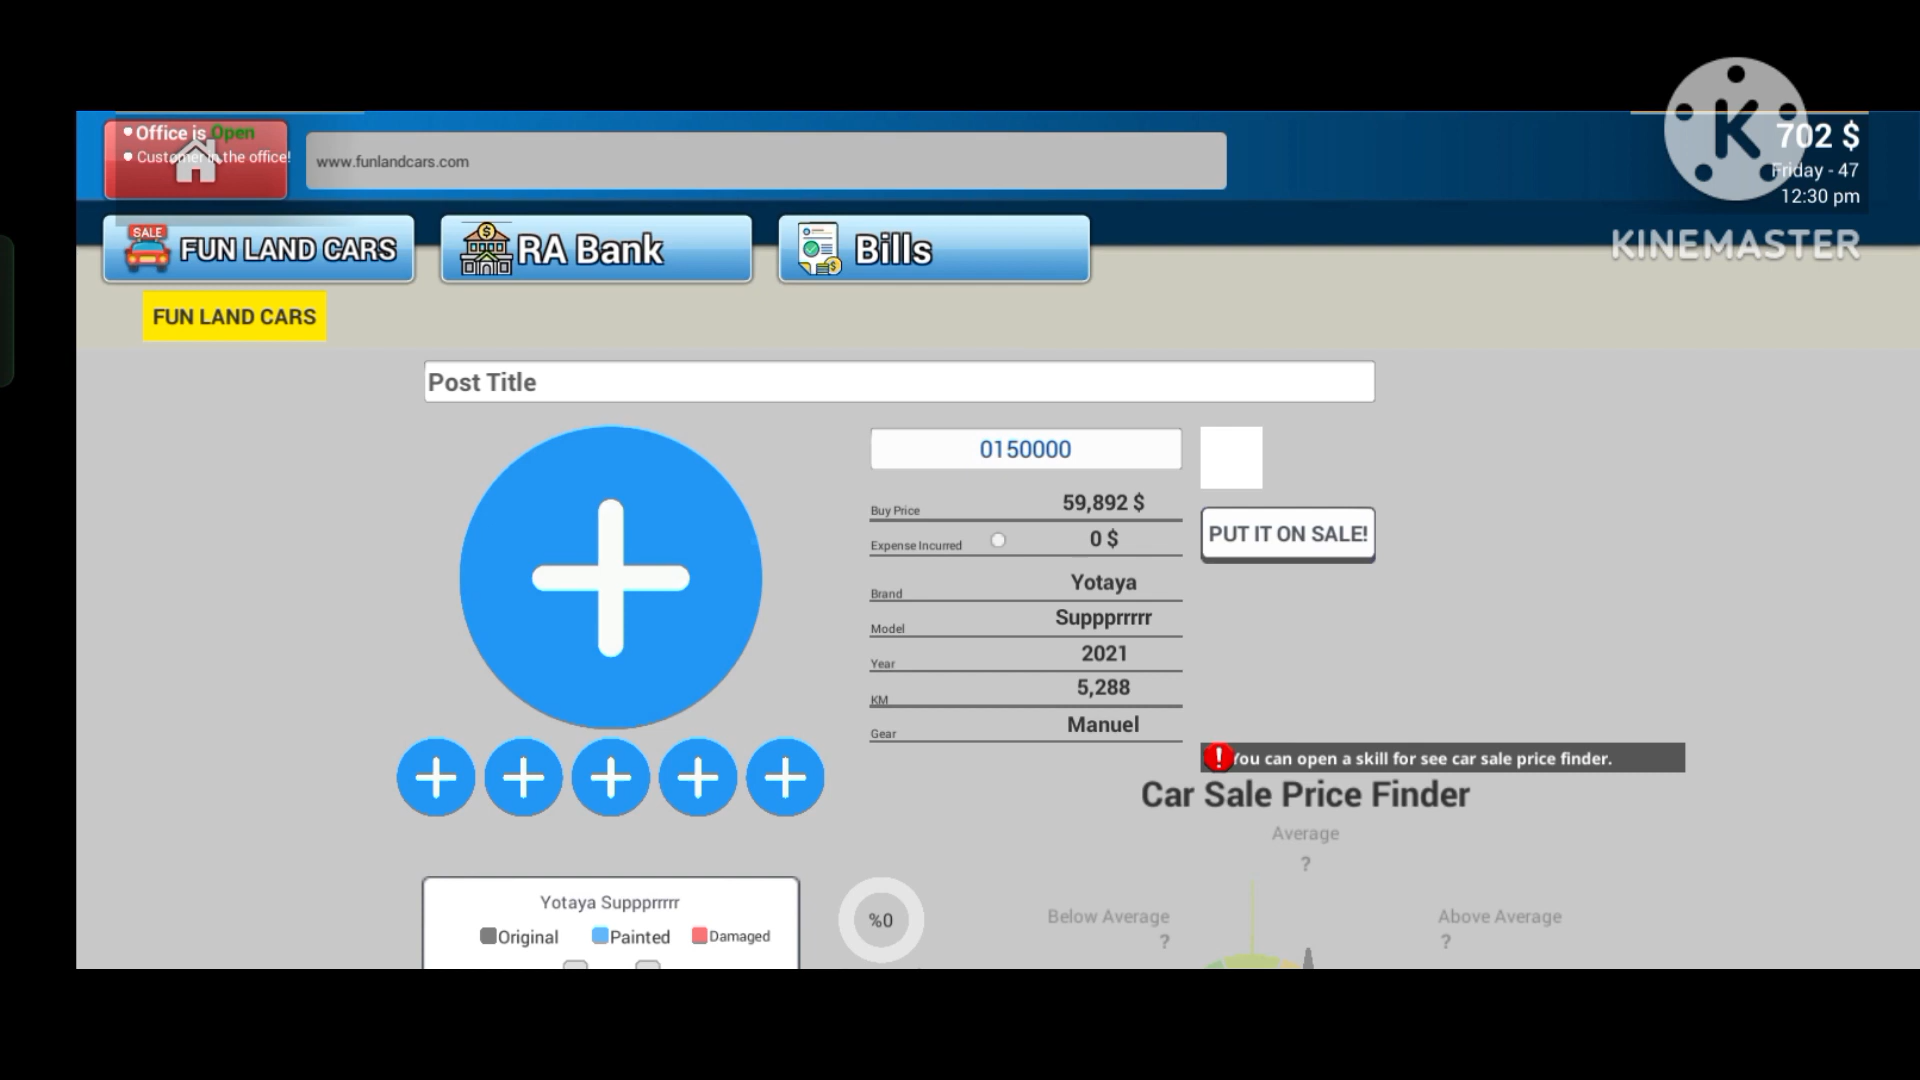 Office is Open
Customer in the office!
www.funlandcars.com
K
702 $
Friday - 47
12:30 pm
KINEMASTER
SALE
FUN LAND CARS
RA Bank
Bills
FUN LAND CARS
Post Title
0150000
Buy Price 59,892 $
Expense Incurred 0 $
PUT IT ON SALE!
Brand Yotaya
Model Suppprrrrr
Year 2021
KM 5,288
Gear Manuel
You can open a skill for see car sale price finder.
Car Sale Price Finder
Average
?
Below Average
?
Above Average
?
Yotaya Suppprrrrr
Original Painted Damaged
%0